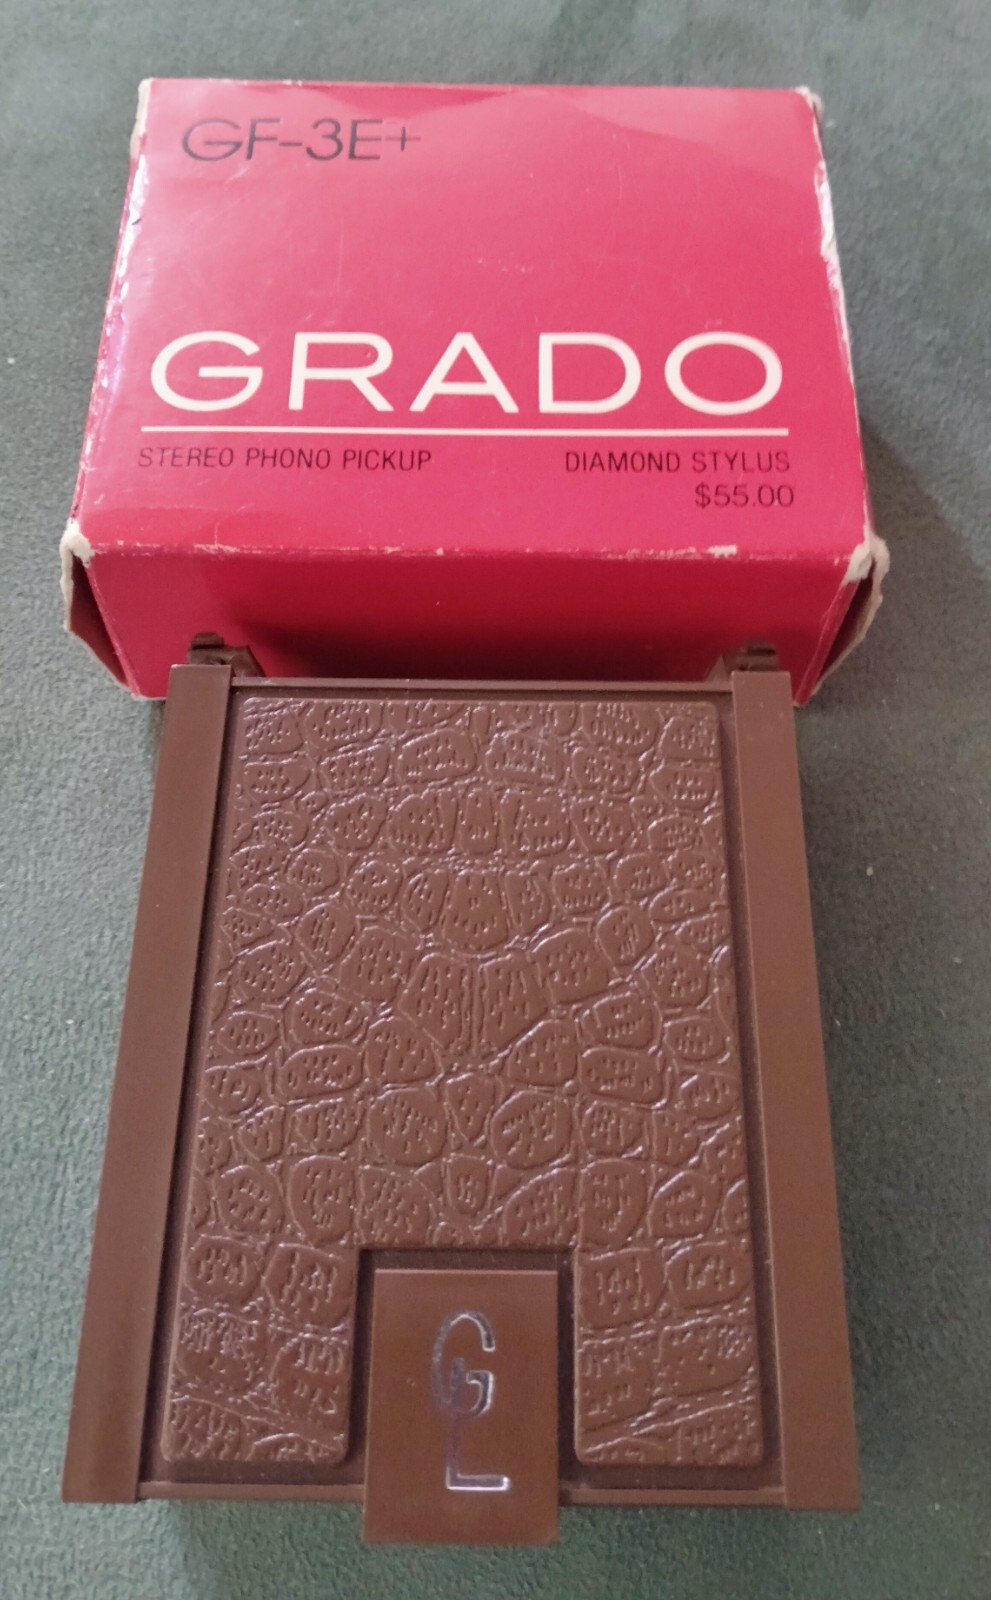 GF-3E+
GRADO
STEREO PHONO PICKUP DIAMOND STYLUS
$55.00
GL